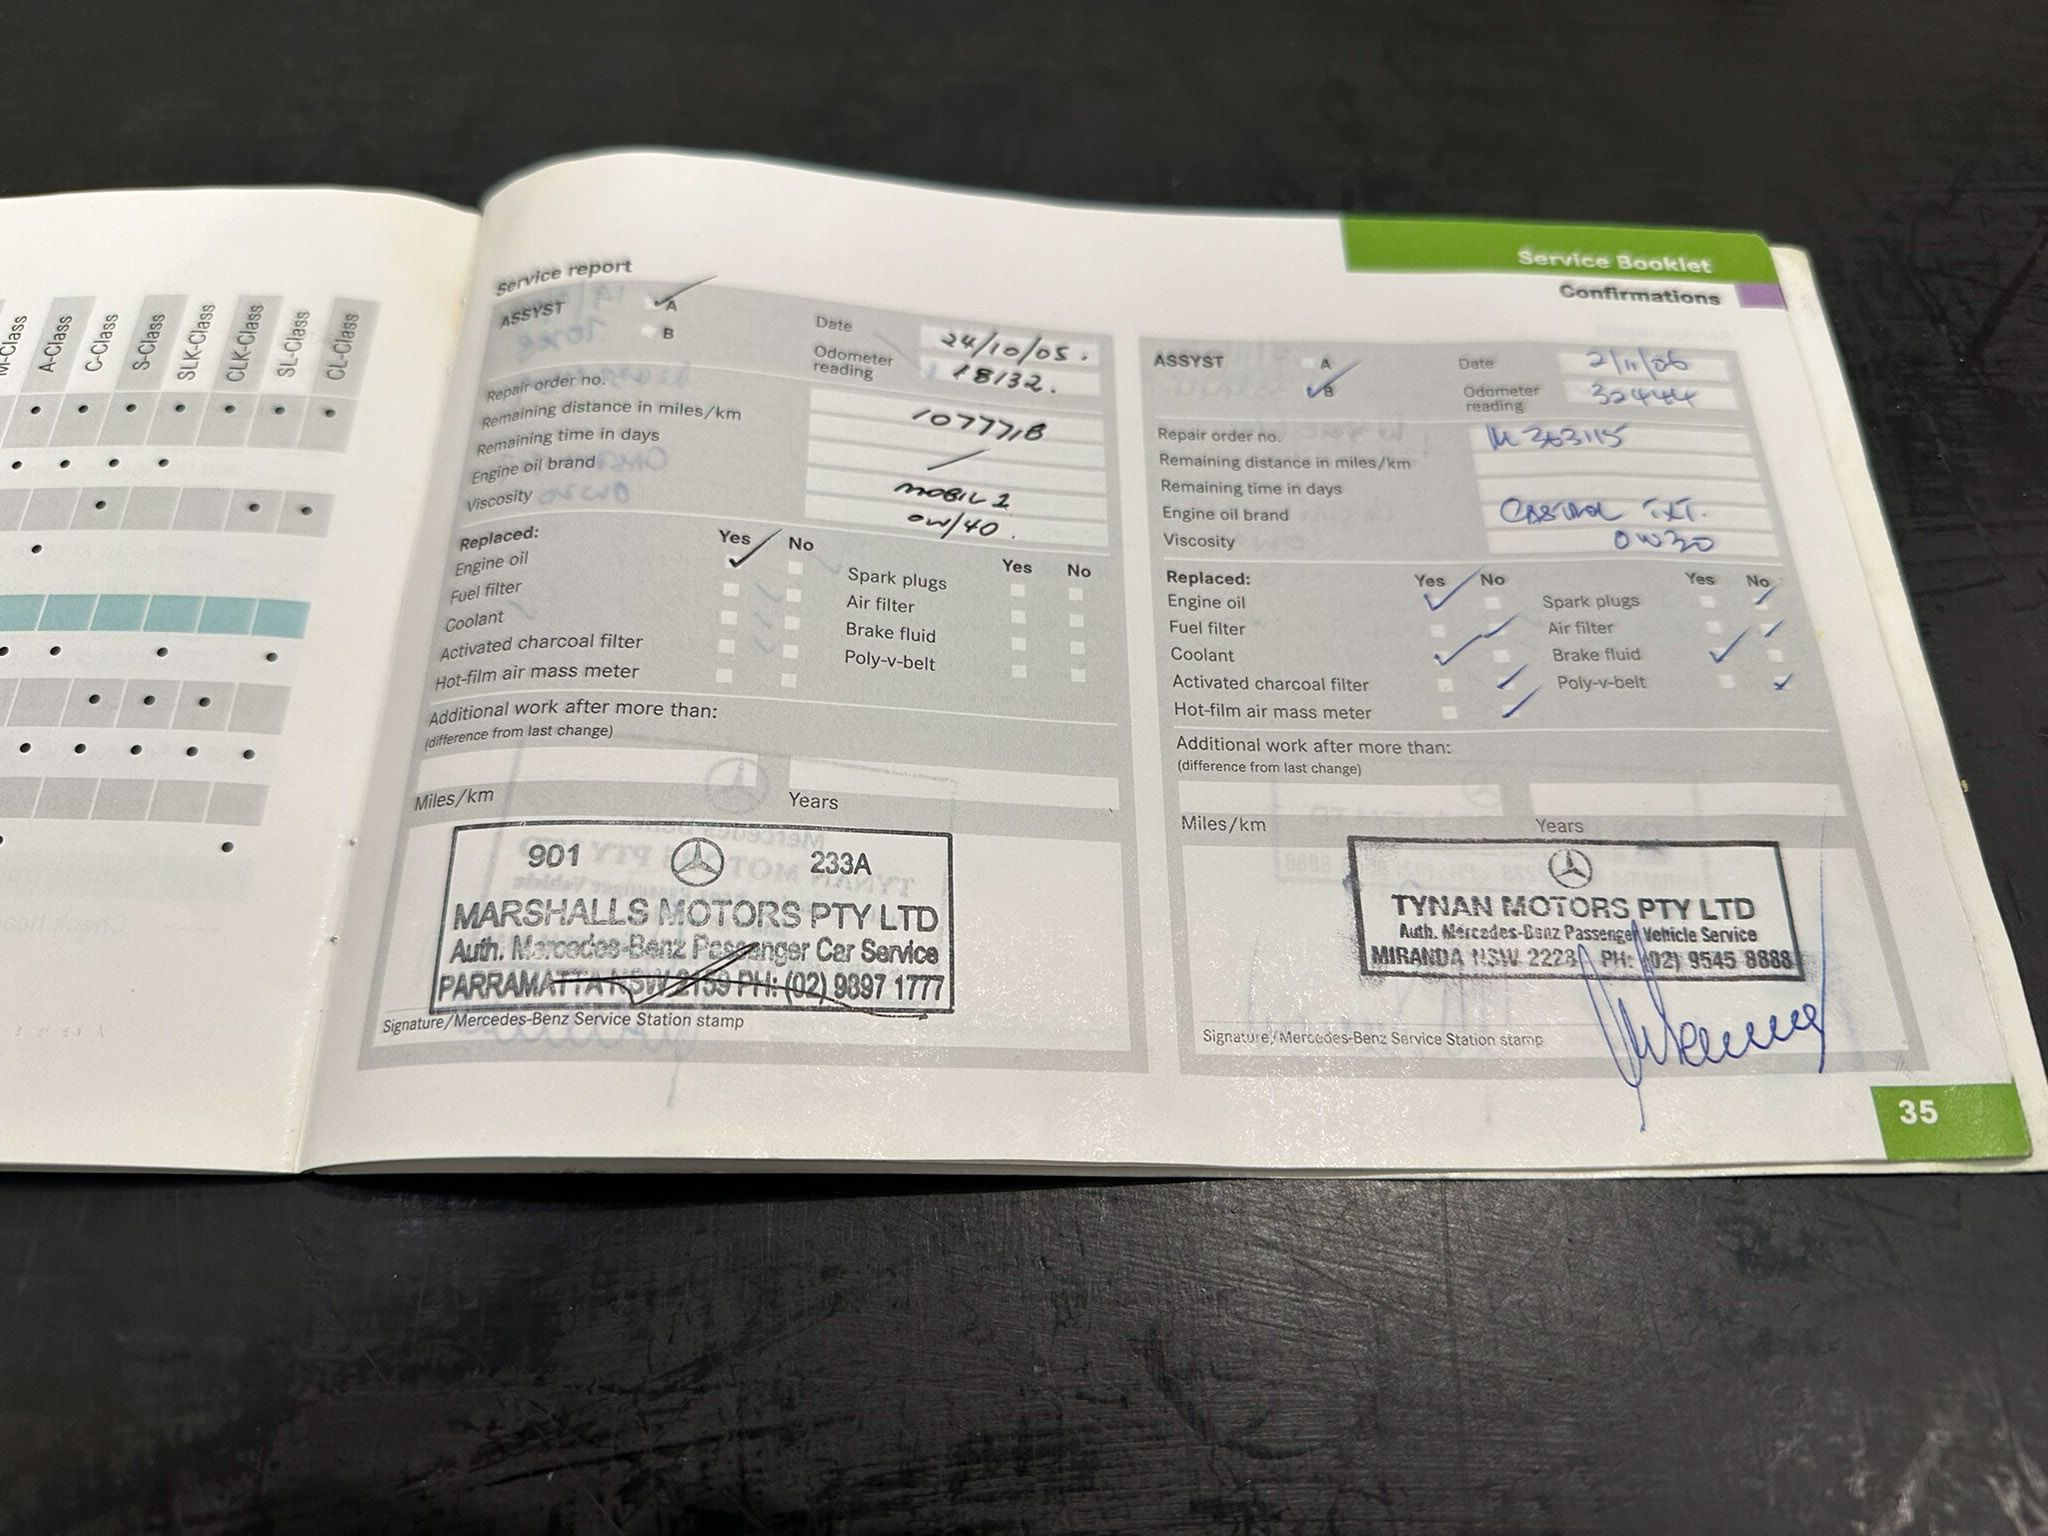 M-Class
A-Class
C-Class
S-Class
SLK-Class
CLK-Class
SL-Class
CL-Class
Service Booklet
Confirmations
Service report
ASSYST
A
B
Date
24/10/05.
Odometer
reading
18132.
Repair order no.
107771B
Remaining distance in miles/km
Remaining time in days
Engine oil brand
MOBIL 1
Viscosity
0W/40.
Replaced:
Yes No
Engine oil
Fuel filter
Coolant
Activated charcoal filter
Hot-film air mass meter
Yes No
Spark plugs
Air filter
Brake fluid
Poly-v-belt
Additional work after more than:
(difference from last change)
Miles/km
Years
901 233A
MARSHALLS MOTORS PTY LTD
Auth. Mercedes-Benz Passenger Car Service
PARRAMATTA NSW 2159 PH: (02) 9897 1777
Signature/Mercedes-Benz Service Station stamp
ASSYST
A
B
Date
2/11/06
Odometer
reading
32444
Repair order no.
M 363115
Remaining distance in miles/km
Remaining time in days
Engine oil brand
CASTROL TXT.
Viscosity
0W30
Replaced:
Yes No
Engine oil
Fuel filter
Coolant
Activated charcoal filter
Hot-film air mass meter
Yes No
Spark plugs
Air filter
Brake fluid
Poly-v-belt
Additional work after more than:
(difference from last change)
Miles/km
Years
TYNAN MOTORS PTY LTD
Auth. Mercedes-Benz Passenger Vehicle Service
MIRANDA NSW 2228 PH: (02) 9545 8888
Signature/Mercedes-Benz Service Station stamp
35